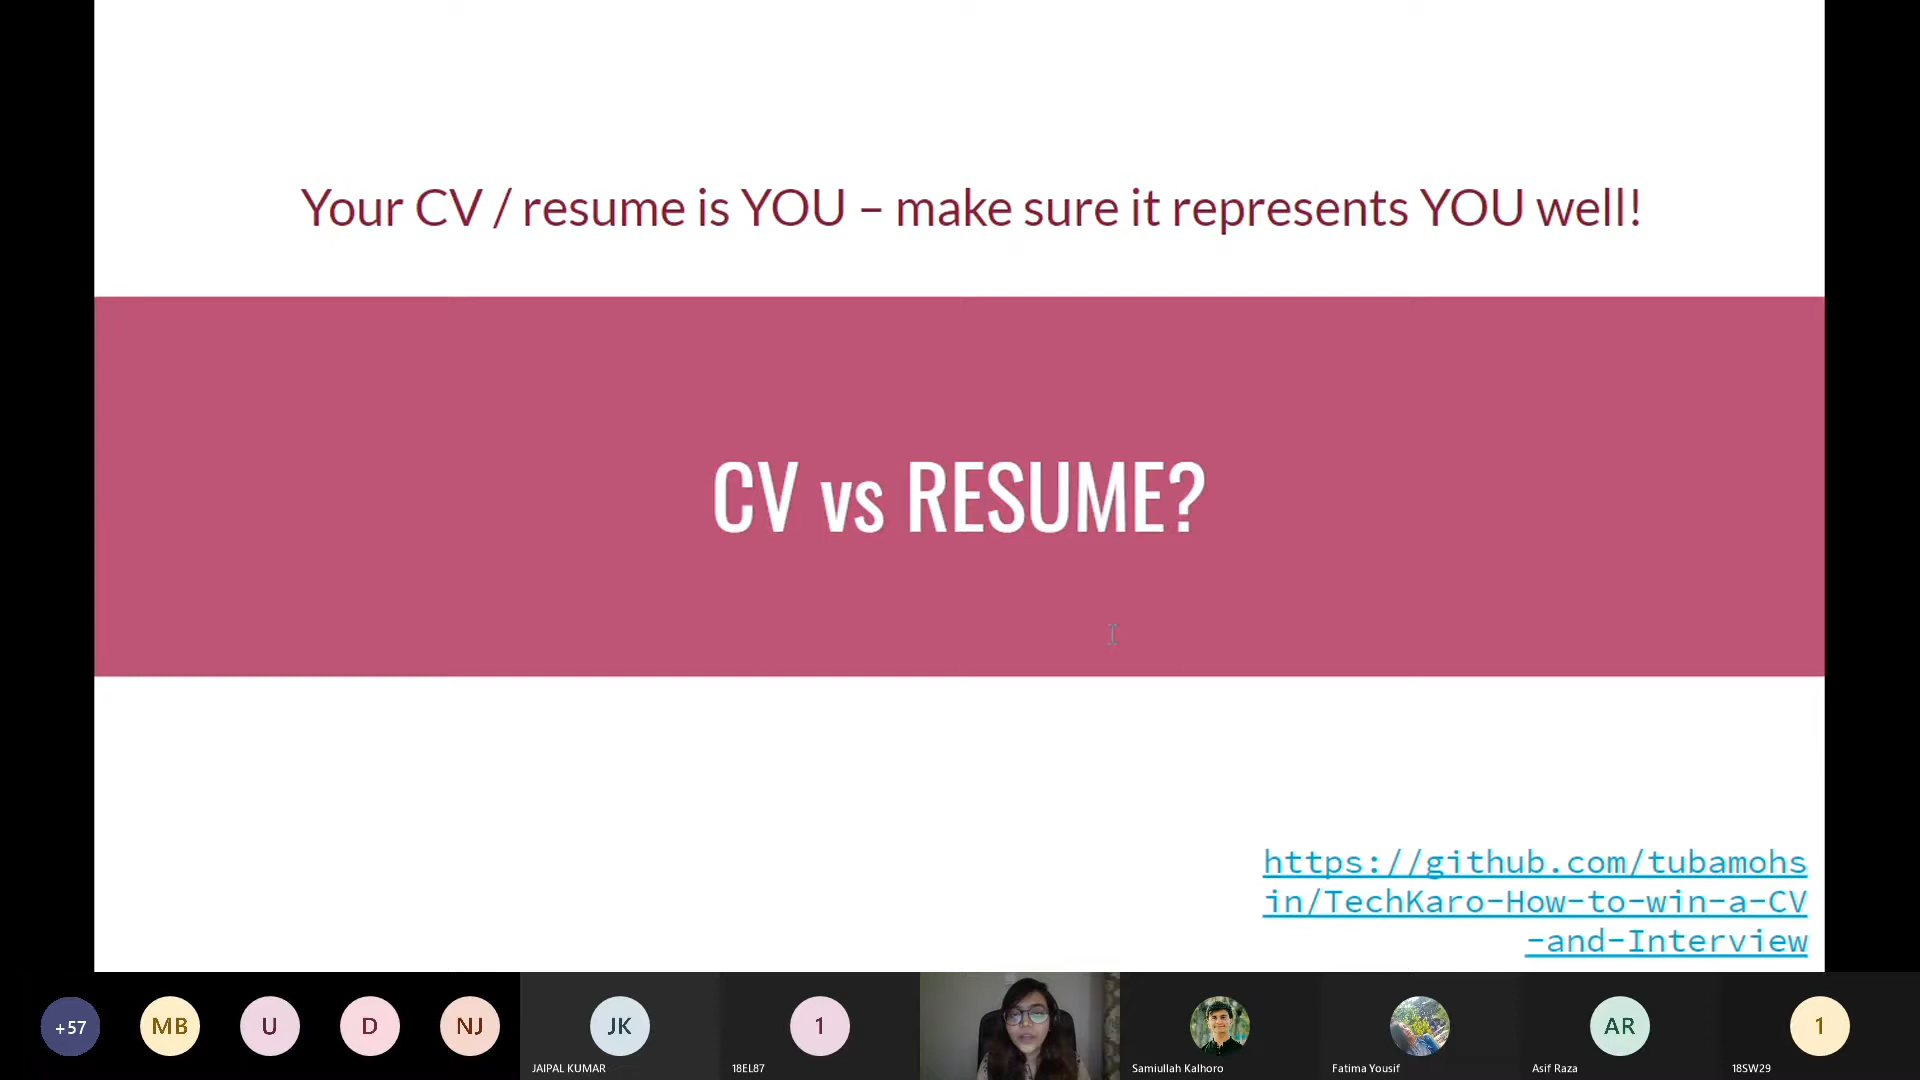 Your CV / resume is YOU – make sure it represents YOU well!
CV vs RESUME?
https://github.com/tubamohs
in/TechKaro-How-to-win-a-CV
-and-Interview
+57
MB
U
D
NJ
JK
1
AR
1
JAIPAL KUMAR
18EL87
Samiullah Kalhoro
Fatima Yousif
Asif Raza
18SW29